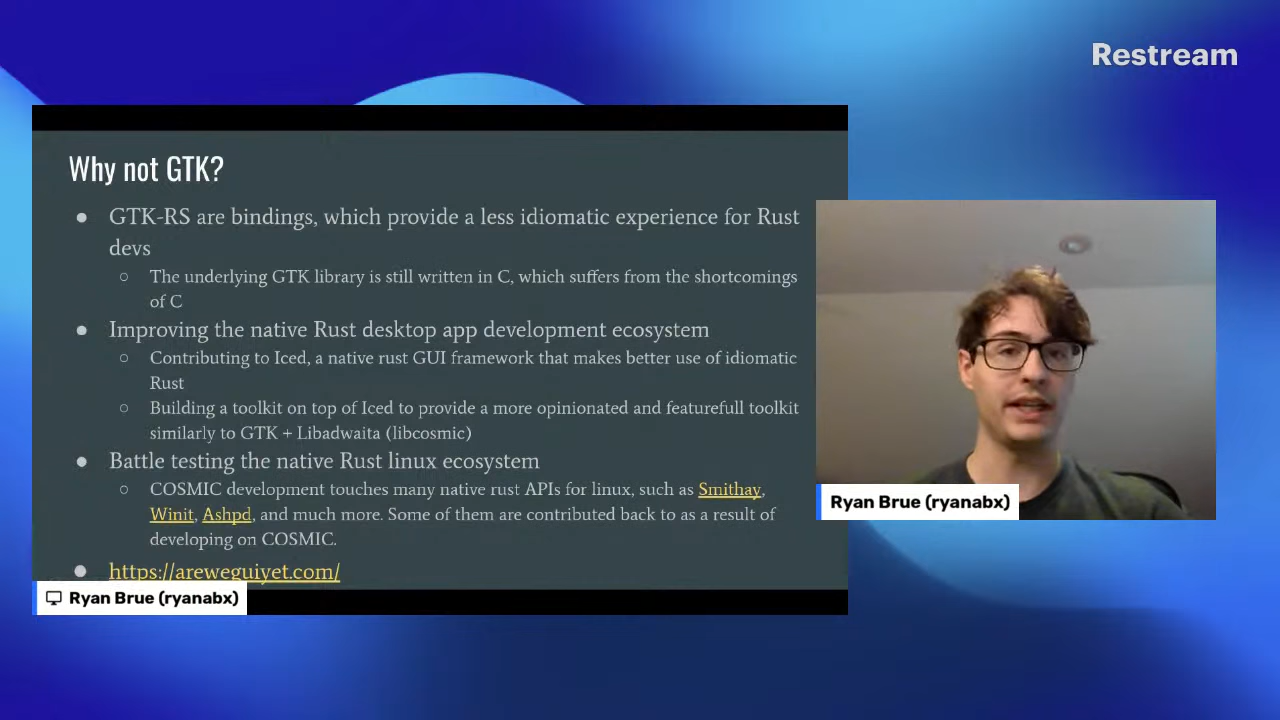 Restream
Why not GTK?
● GTK-RS are bindings, which provide a less idiomatic experience for Rust
devs
○ The underlying GTK library is still written in C, which suffers from the shortcomings
of C
● Improving the native Rust desktop app development ecosystem
○ Contributing to Iced, a native rust GUI framework that makes better use of idiomatic
Rust
○ Building a toolkit on top of Iced to provide a more opinionated and featurefull toolkit
similarly to GTK + Libadwaita (libcosmic)
● Battle testing the native Rust linux ecosystem
○ COSMIC development touches many native rust APIs for linux, such as Smithay,
Winit, Ashpd, and much more. Some of them are contributed back to as a result of
developing on COSMIC.
● https://areweguiyet.com/
Ryan Brue (ryanabx)
Ryan Brue (ryanabx)